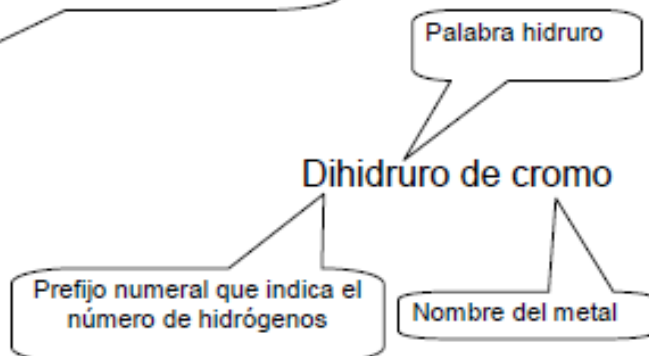 Palabra hidruro
Dihidruro de cromo
Prefijo numeral que indica el
número de hidrógenos
Nombre del metal